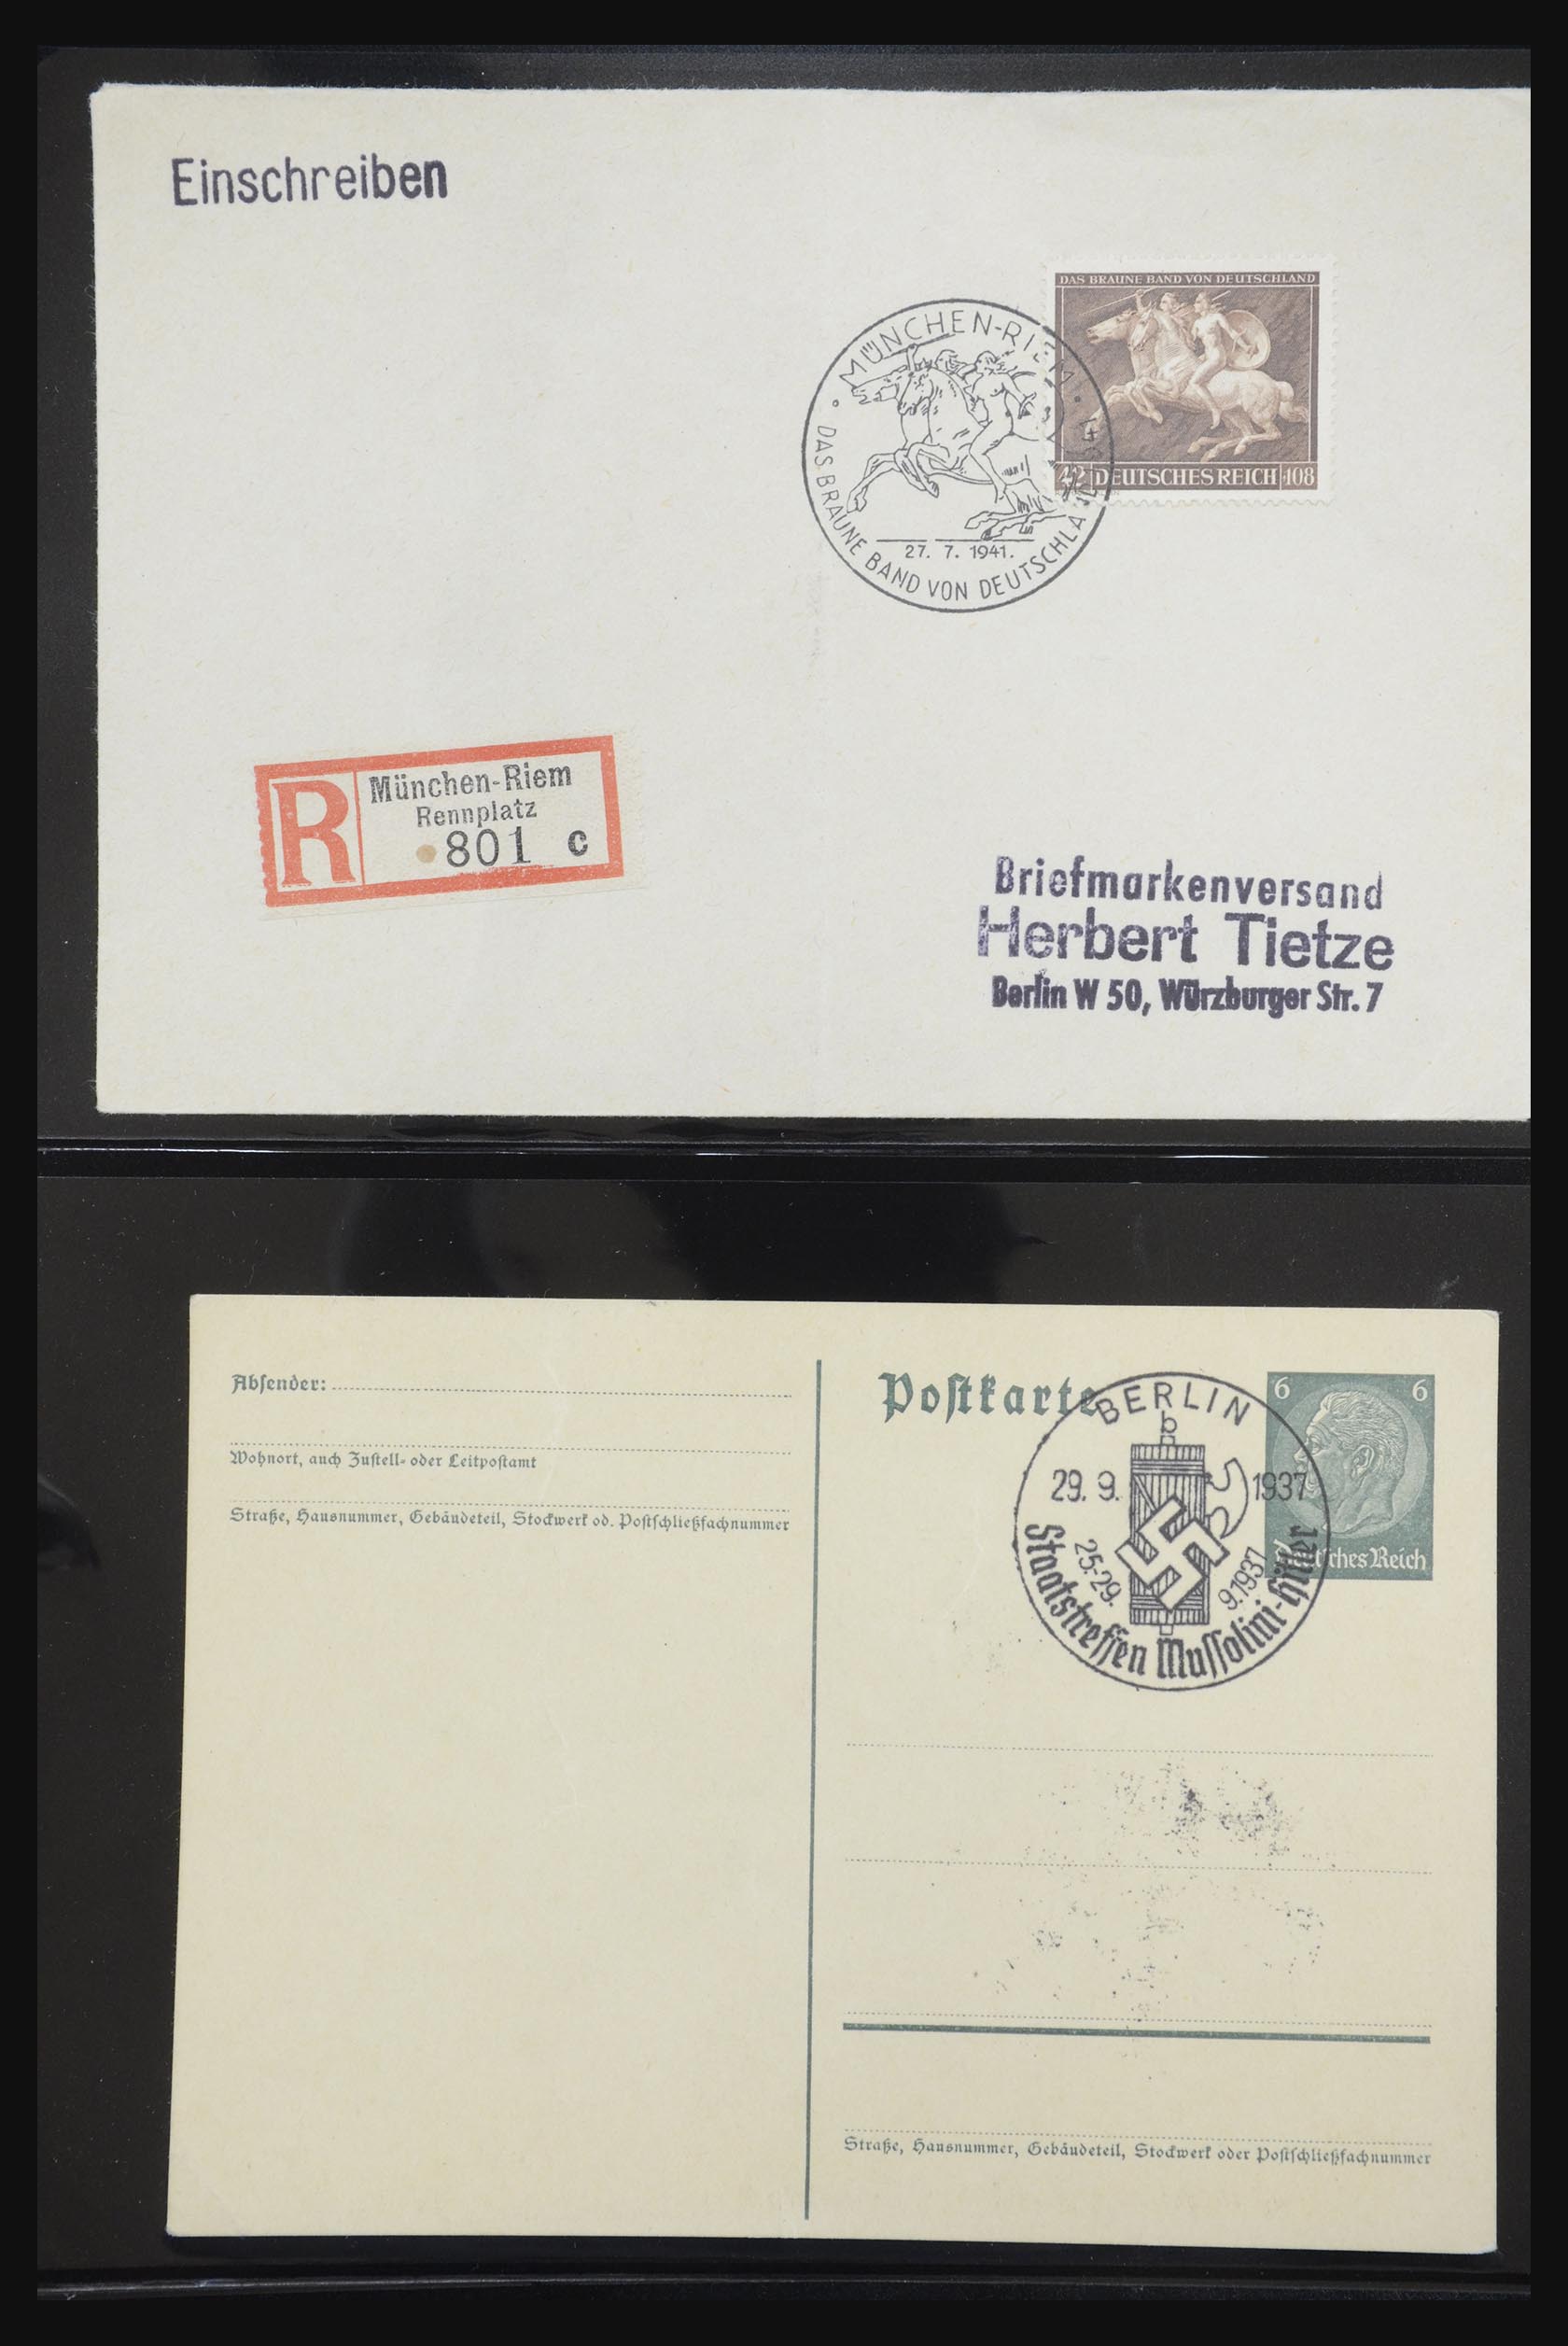 Einschreiben
DAS BRAUNE BAND VON DEUTSCHLAND
42 DEUTSCHES REICH 108
MÜNCHEN-RIEM
27. 7. 1941.
DAS BRAUNE BAND VON DEUTSCHLA
R
München-Riem
Rennplatz
801 c
Briefmarkenversand
Herbert Tietze
Berlin W 50, Würzburger Str. 7
Absender:
Wohnort, auch Zustell- oder Leitpostamt
Straße, Hausnummer, Gebäudeteil, Stockwerk od. Postschließfachnummer
Postkarte
6 6
Deutsches Reich
BERLIN
b
29. 9. 1937
25.-29. 9.1937
Staatstreffen Mussolini-Hitler
Straße, Hausnummer, Gebäudeteil, Stockwerk oder Postschließfachnummer